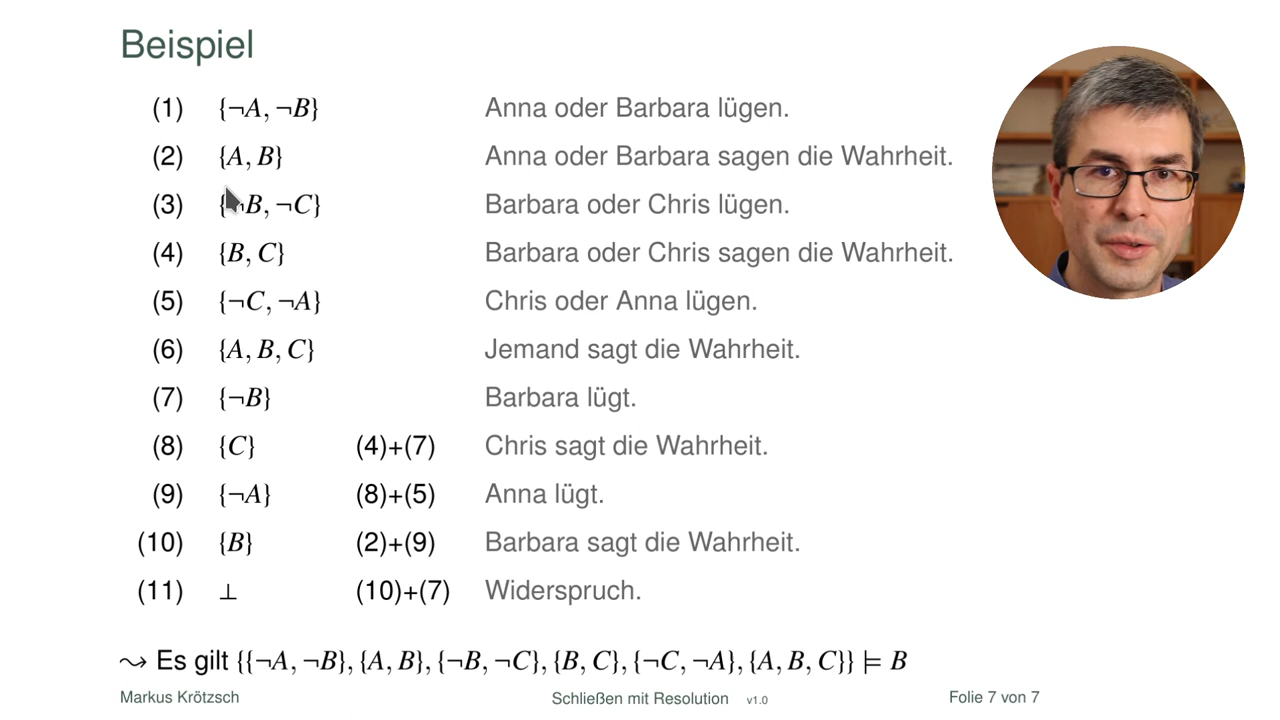 Beispiel
(1) {¬A, ¬B} Anna oder Barbara lügen.
(2) {A, B} Anna oder Barbara sagen die Wahrheit.
(3) {¬B, ¬C} Barbara oder Chris lügen.
(4) {B, C} Barbara oder Chris sagen die Wahrheit.
(5) {¬C, ¬A} Chris oder Anna lügen.
(6) {A, B, C} Jemand sagt die Wahrheit.
(7) {¬B} Barbara lügt.
(8) {C} (4)+(7) Chris sagt die Wahrheit.
(9) {¬A} (8)+(5) Anna lügt.
(10) {B} (2)+(9) Barbara sagt die Wahrheit.
(11) ⊥ (10)+(7) Widerspruch.
⤳ Es gilt {{¬A, ¬B}, {A, B}, {¬B, ¬C}, {B, C}, {¬C, ¬A}, {A, B, C}} ⊨ B
Markus Krötzsch Schließen mit Resolution v1.0 Folie 7 von 7